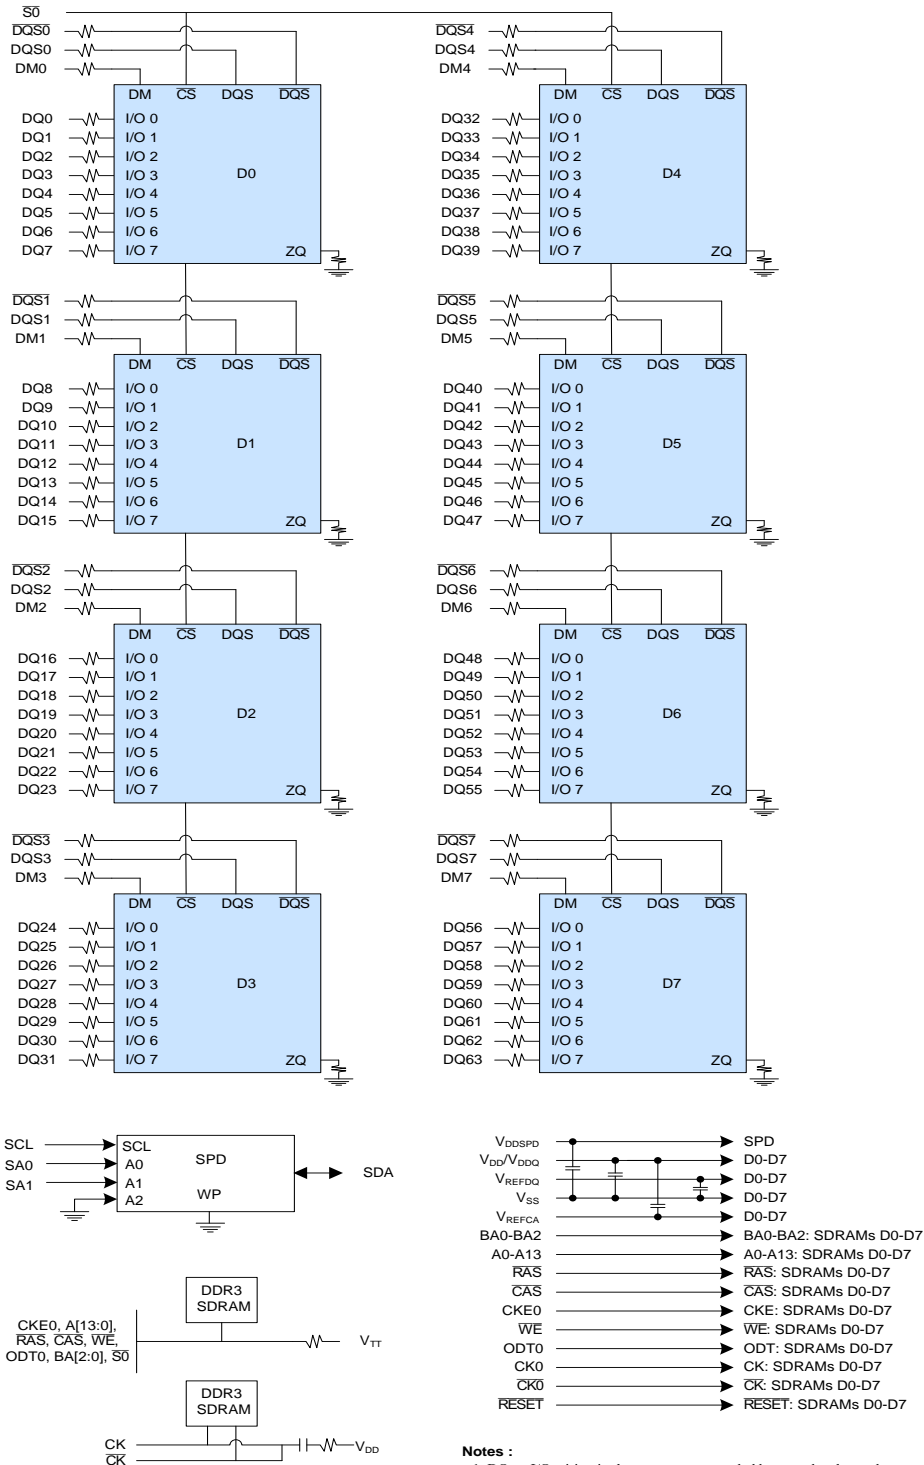 S0
DQS0
DQS0
DM0
DM CS DQS DQS
DQ0 I/O 0
DQ1 I/O 1
DQ2 I/O 2
DQ3 I/O 3
D0
DQ4 I/O 4
DQ5 I/O 5
DQ6 I/O 6
DQ7 I/O 7
ZQ
DQS1
DQS1
DM1
DM CS DQS DQS
DQ8 I/O 0
DQ9 I/O 1
DQ10 I/O 2
DQ11 I/O 3
D1
DQ12 I/O 4
DQ13 I/O 5
DQ14 I/O 6
DQ15 I/O 7
ZQ
DQS2
DQS2
DM2
DM CS DQS DQS
DQ16 I/O 0
DQ17 I/O 1
DQ18 I/O 2
DQ19 I/O 3
D2
DQ20 I/O 4
DQ21 I/O 5
DQ22 I/O 6
DQ23 I/O 7
ZQ
DQS3
DQS3
DM3
DM CS DQS DQS
DQ24 I/O 0
DQ25 I/O 1
DQ26 I/O 2
DQ27 I/O 3
D3
DQ28 I/O 4
DQ29 I/O 5
DQ30 I/O 6
DQ31 I/O 7
ZQ
DQS4
DQS4
DM4
DM CS DQS DQS
DQ32 I/O 0
DQ33 I/O 1
DQ34 I/O 2
DQ35 I/O 3
D4
DQ36 I/O 4
DQ37 I/O 5
DQ38 I/O 6
DQ39 I/O 7
ZQ
DQS5
DQS5
DM5
DM CS DQS DQS
DQ40 I/O 0
DQ41 I/O 1
DQ42 I/O 2
DQ43 I/O 3
D5
DQ44 I/O 4
DQ45 I/O 5
DQ46 I/O 6
DQ47 I/O 7
ZQ
DQS6
DQS6
DM6
DM CS DQS DQS
DQ48 I/O 0
DQ49 I/O 1
DQ50 I/O 2
DQ51 I/O 3
D6
DQ52 I/O 4
DQ53 I/O 5
DQ54 I/O 6
DQ55 I/O 7
ZQ
DQS7
DQS7
DM7
DM CS DQS DQS
DQ56 I/O 0
DQ57 I/O 1
DQ58 I/O 2
DQ59 I/O 3
D7
DQ60 I/O 4
DQ61 I/O 5
DQ62 I/O 6
DQ63 I/O 7
ZQ
SCL SCL
SA0 A0
SA1 A1
A2
SPD
WP
SDA
DDR3
SDRAM
CKE0, A[13:0],
RAS, CAS, WE,
ODT0, BA[2:0], S0
VTT
DDR3
SDRAM
CK
CK
VDD
VDDSPD SPD
VDD/VDDQ D0-D7
VREFDQ D0-D7
VSS D0-D7
VREFCA D0-D7
BA0-BA2 BA0-BA2: SDRAMs D0-D7
A0-A13 A0-A13: SDRAMs D0-D7
RAS RAS: SDRAMs D0-D7
CAS CAS: SDRAMs D0-D7
CKE0 CKE: SDRAMs D0-D7
WE WE: SDRAMs D0-D7
ODT0 ODT: SDRAMs D0-D7
CK0 CK: SDRAMs D0-D7
CK0 CK: SDRAMs D0-D7
RESET RESET: SDRAMs D0-D7
Notes :